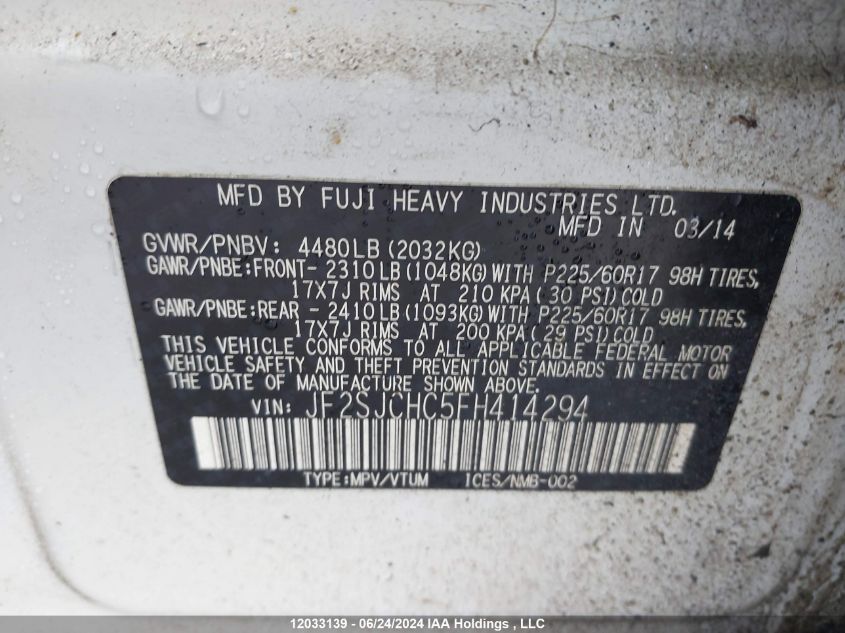 MFD BY FUJI HEAVY INDUSTRIES LTD.
MFD IN 03/14
GVWR/PNBV: 4480LB (2032KG)
GAWR/PNBE:FRONT- 2310LB (1048KG) WITH P225/60R17 98H TIRES,
17X7J RIMS AT 210 KPA (30 PSI) COLD
GAWR/PNBE:REAR - 2410LB (1093KG) WITH P225/60R17 98H TIRES,
17X7J RIMS AT 200 KPA (29 PSI) COLD
THIS VEHICLE CONFORMS TO ALL APPLICABLE FEDERAL MOTOR
VEHICLE SAFETY AND THEFT PREVENTION STANDARDS IN EFFECT ON
THE DATE OF MANUFACTURE SHOWN ABOVE.
VIN: JF2SJCHC5FH414294
TYPE:MPV/VTUM ICES/NMB-002
12033139 - 06/24/2024 IAA Holdings , LLC